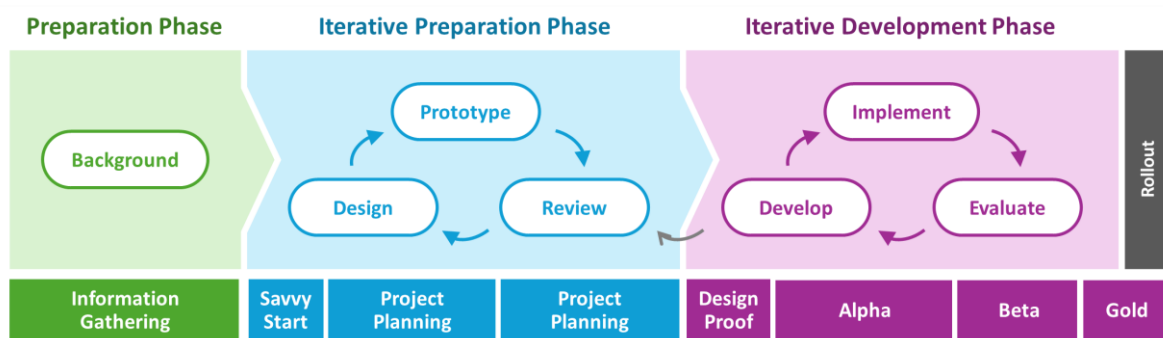 Preparation Phase
Iterative Preparation Phase
Iterative Development Phase
Background
Prototype
Design
Review
Implement
Develop
Evaluate
Rollout
Information
Gathering
Savvy
Start
Project
Planning
Project
Planning
Design
Proof
Alpha
Beta
Gold